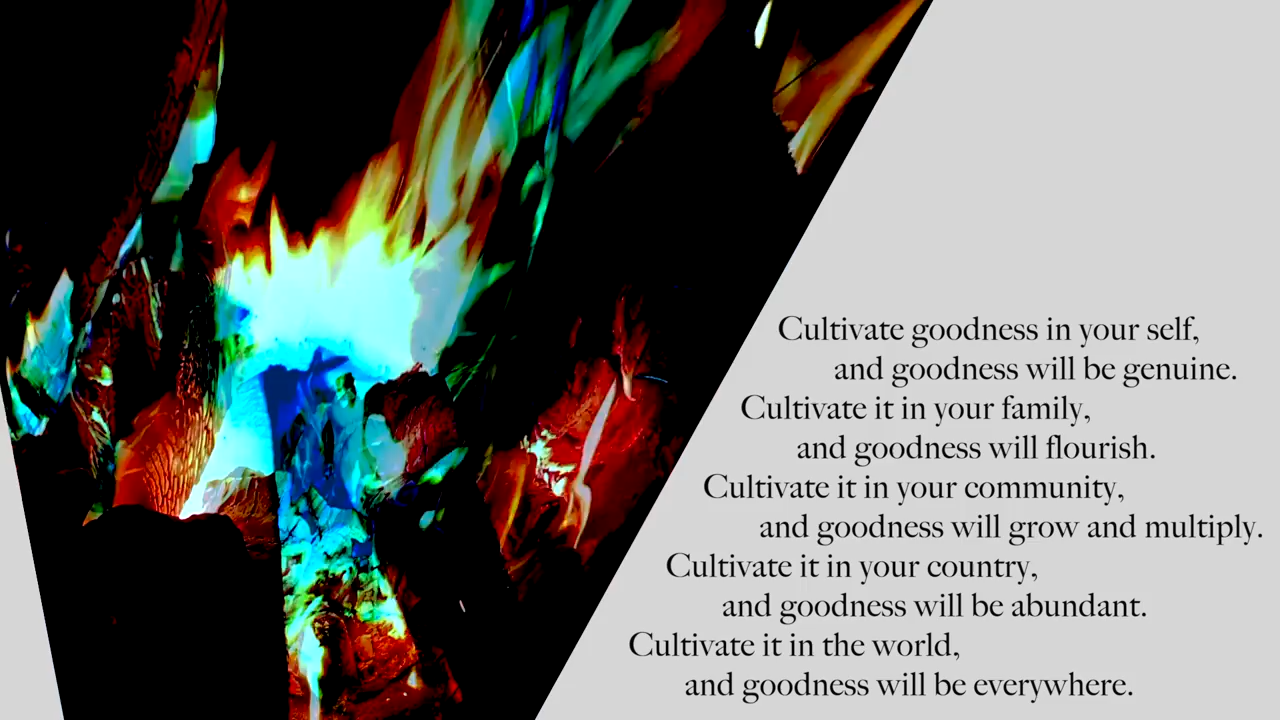 Cultivate goodness in your self,
and goodness will be genuine.
Cultivate it in your family,
and goodness will flourish.
Cultivate it in your community,
and goodness will grow and multiply.
Cultivate it in your country,
and goodness will be abundant.
Cultivate it in the world,
and goodness will be everywhere.